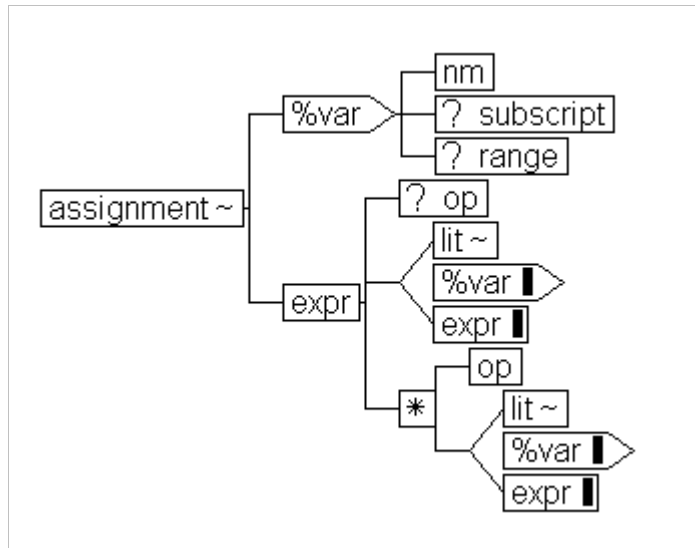 nm
%var
? subscript
? range
assignment ~
? op
lit ~
%var ▮
expr
expr ▮
op
*
lit ~
%var ▮
expr ▮